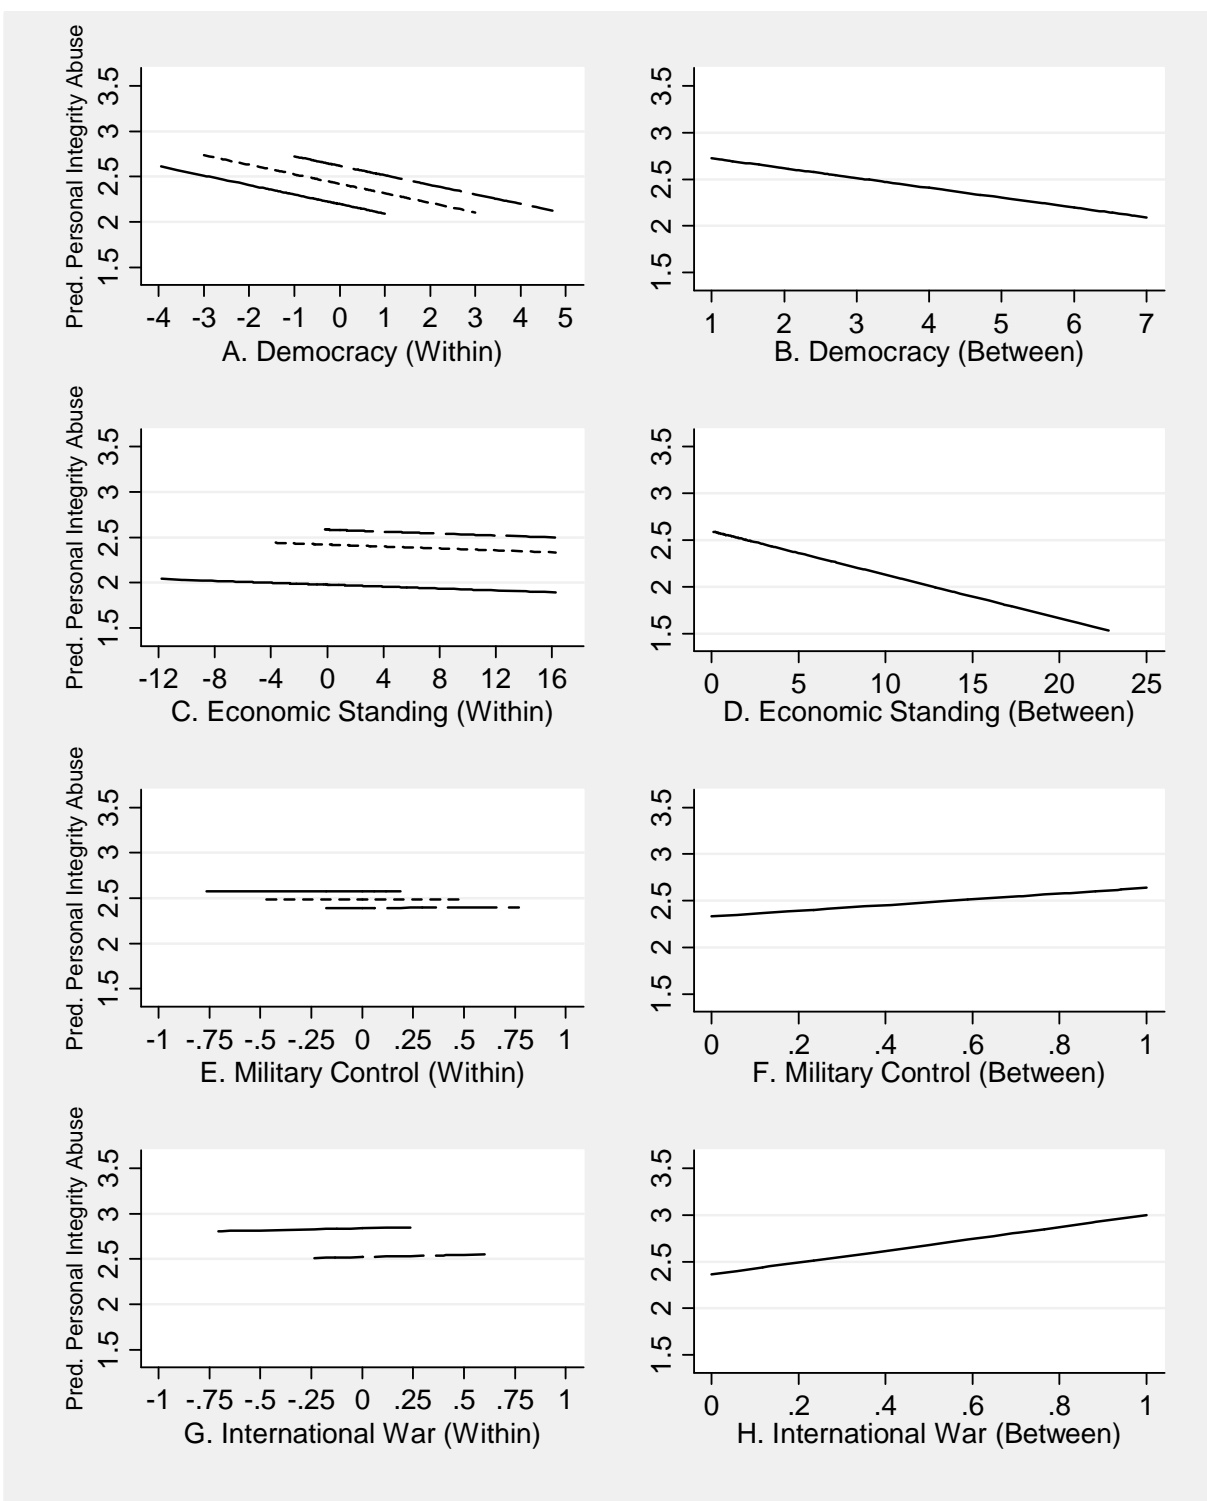 Pred. Personal Integrity Abuse
1.5 2 2.5 3 3.5
-4 -3 -2 -1 0 1 2 3 4 5
A. Democracy (Within)
1.5 2 2.5 3 3.5
1 2 3 4 5 6 7
B. Democracy (Between)
Pred. Personal Integrity Abuse
1.5 2 2.5 3 3.5
-12 -8 -4 0 4 8 12 16
C. Economic Standing (Within)
1.5 2 2.5 3 3.5
0 5 10 15 20 25
D. Economic Standing (Between)
Pred. Personal Integrity Abuse
1.5 2 2.5 3 3.5
-1 -.75 -.5 -.25 0 .25 .5 .75 1
E. Military Control (Within)
1.5 2 2.5 3 3.5
0 .2 .4 .6 .8 1
F. Military Control (Between)
Pred. Personal Integrity Abuse
1.5 2 2.5 3 3.5
-1 -.75 -.5 -.25 0 .25 .5 .75 1
G. International War (Within)
1.5 2 2.5 3 3.5
0 .2 .4 .6 .8 1
H. International War (Between)